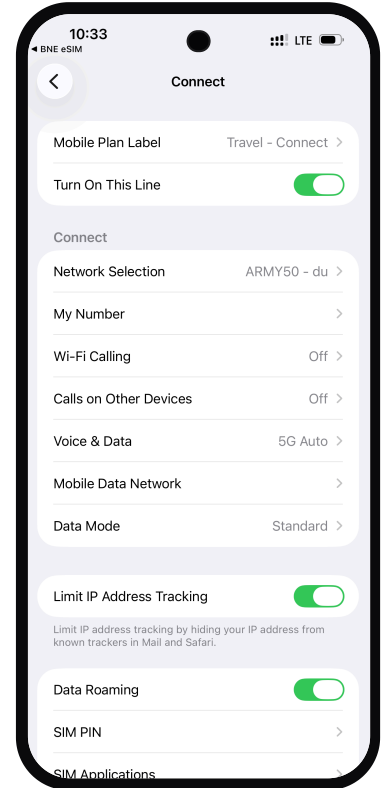 10:33
LTE
◀ BNE eSIM
Connect
Mobile Plan Label Travel - Connect
Turn On This Line
Connect
Network Selection ARMY50 - du
My Number
Wi-Fi Calling Off
Calls on Other Devices Off
Voice & Data 5G Auto
Mobile Data Network
Data Mode Standard
Limit IP Address Tracking
Limit IP address tracking by hiding your IP address from
known trackers in Mail and Safari.
Data Roaming
SIM PIN
SIM Applications